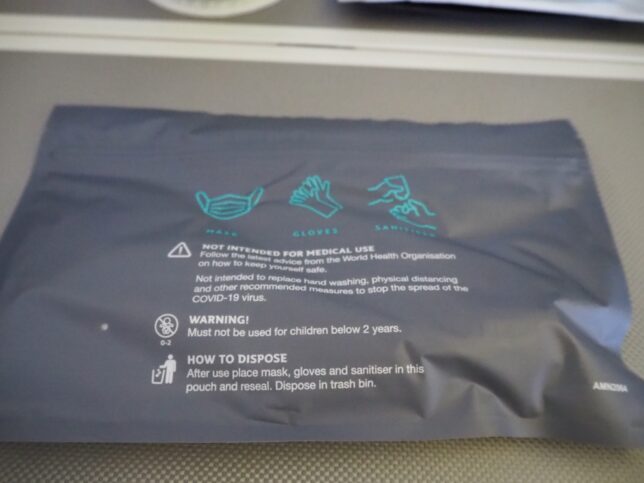 MASK GLOVES SANITISER
NOT INTENDED FOR MEDICAL USE
Follow the latest advice from the World Health Organisation
on how to keep yourself safe.
Not intended to replace hand washing, physical distancing
and other recommended measures to stop the spread of the
COVID-19 virus.
WARNING!
Must not be used for children below 2 years.
0-2
HOW TO DISPOSE
After use place mask, gloves and sanitiser in this
pouch and reseal. Dispose in trash bin.